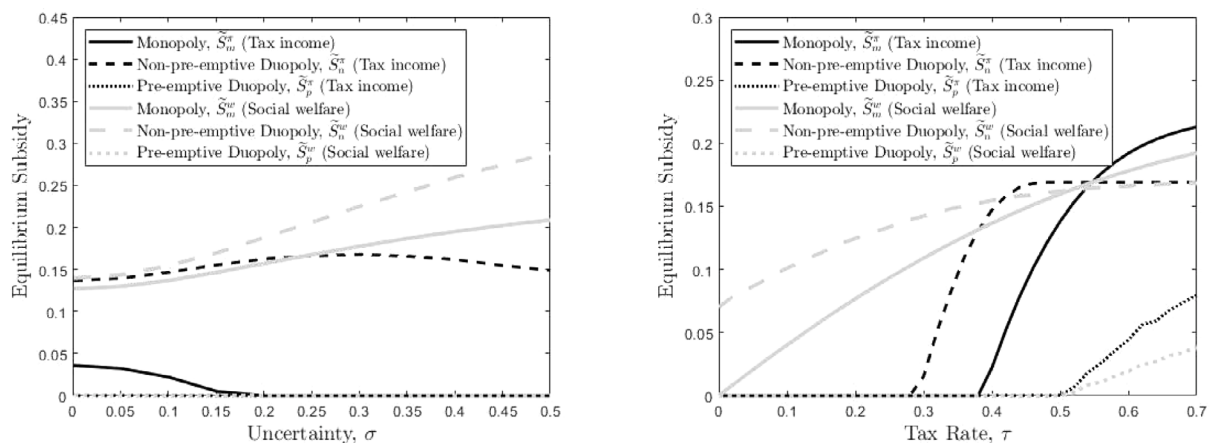 0.45
0.4
0.35
0.3
0.25
0.2
0.15
0.1
0.05
0
Equilibrium Subsidy
Monopoly, S̃ᵐ^π (Tax income)
Non-pre-emptive Duopoly, S̃ₙ^π (Tax income)
Pre-emptive Duopoly, S̃ₚ^π (Tax income)
Monopoly, S̃ₘ^w (Social welfare)
Non-pre-emptive Duopoly, S̃ₙ^w (Social welfare)
Pre-emptive Duopoly, S̃ₚ^w (Social welfare)
0 0.05 0.1 0.15 0.2 0.25 0.3 0.35 0.4 0.45 0.5
Uncertainty, σ
0.3
0.25
0.2
0.15
0.1
0.05
0
Equilibrium Subsidy
Monopoly, S̃ₘ^π (Tax income)
Non-pre-emptive Duopoly, S̃ₙ^π (Tax income)
Pre-emptive Duopoly, S̃ₚ^π (Tax income)
Monopoly, S̃ₘ^w (Social welfare)
Non-pre-emptive Duopoly, S̃ₙ^w (Social welfare)
Pre-emptive Duopoly, S̃ₚ^w (Social welfare)
0 0.1 0.2 0.3 0.4 0.5 0.6 0.7
Tax Rate, τ